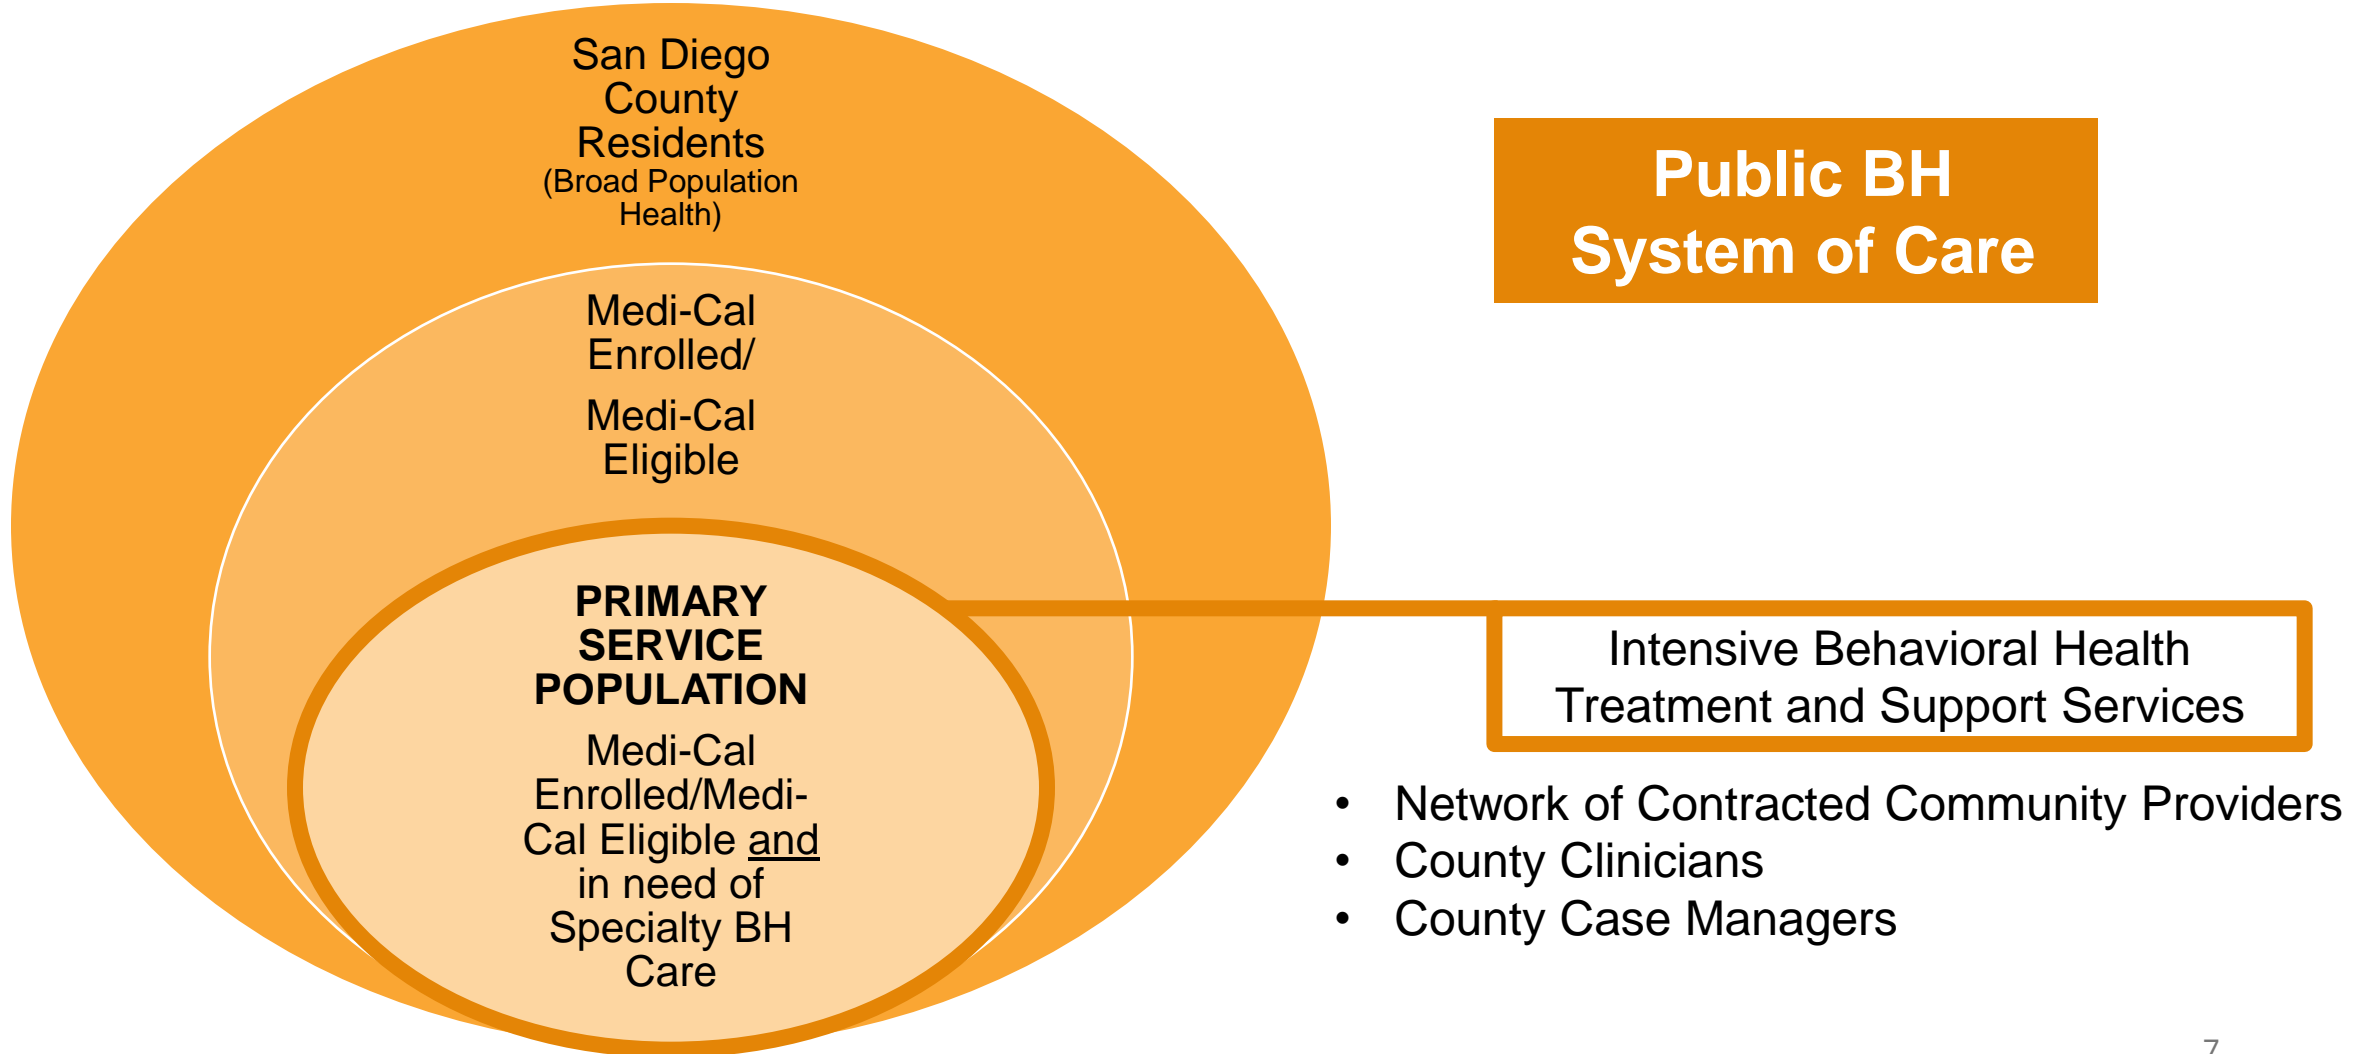 San Diego
County
Residents
(Broad Population
Health)
Medi-Cal
Enrolled/
Medi-Cal
Eligible
PRIMARY
SERVICE
POPULATION
Medi-Cal
Enrolled/Medi-
Cal Eligible and
in need of
Specialty BH
Care
Public BH
System of Care
Intensive Behavioral Health
Treatment and Support Services
• Network of Contracted Community Providers
• County Clinicians
• County Case Managers
7